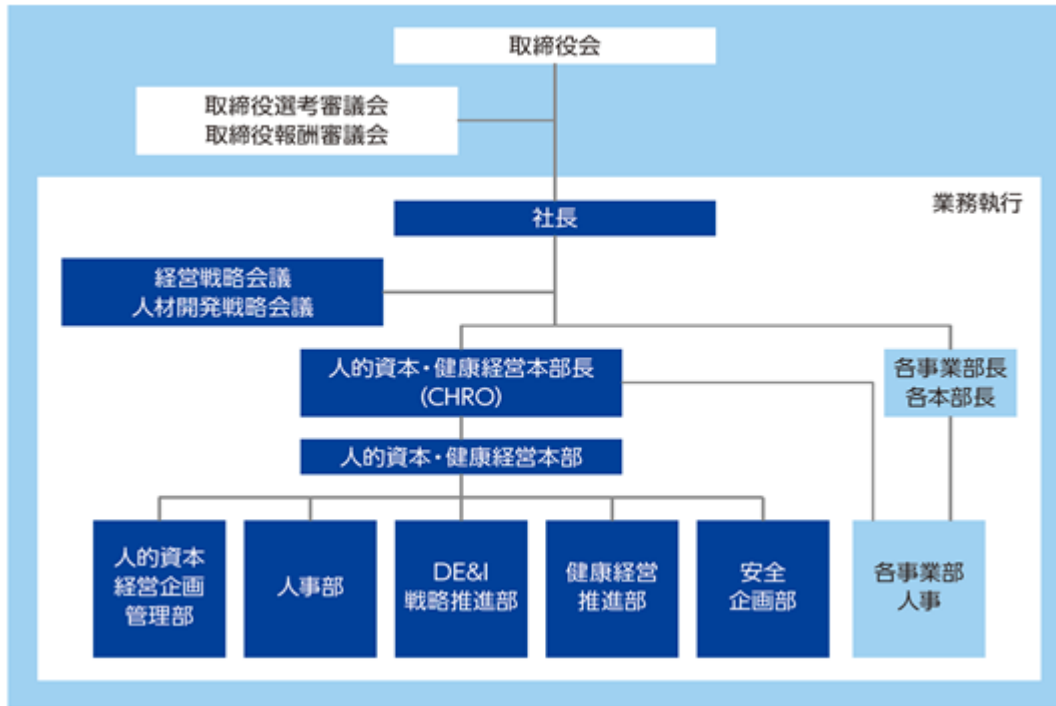 取締役会
取締役選考審議会
取締役報酬審議会
業務執行
社長
経営戦略会議
人材開発戦略会議
人的資本・健康経営本部長
(CHRO)
各事業部長
各本部長
人的資本・健康経営本部
人的資本
経営企画
管理部
人事部
DE&I
戦略推進部
健康経営
推進部
安全
企画部
各事業部
人事